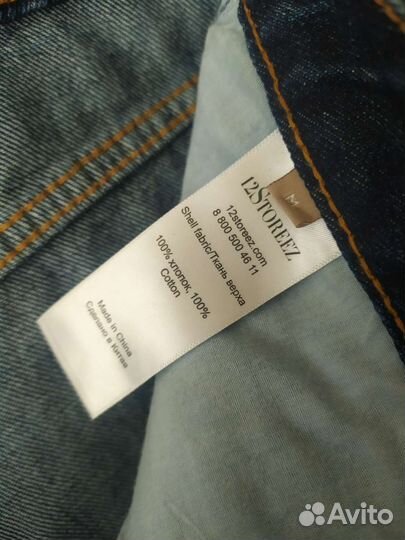 M
12STOREEZ
12storeez.com
8 800 500 46 11
Shell fabric/Ткань верха
100% хлопок, 100%
Cotton
Made in China
Сделано в Китае
Avito